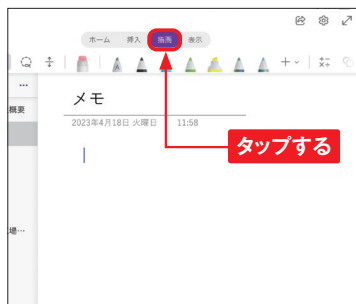 ホーム 挿入 描画 表示
概要
メモ
2023年4月18日 火曜日 11:58
タップする
場…